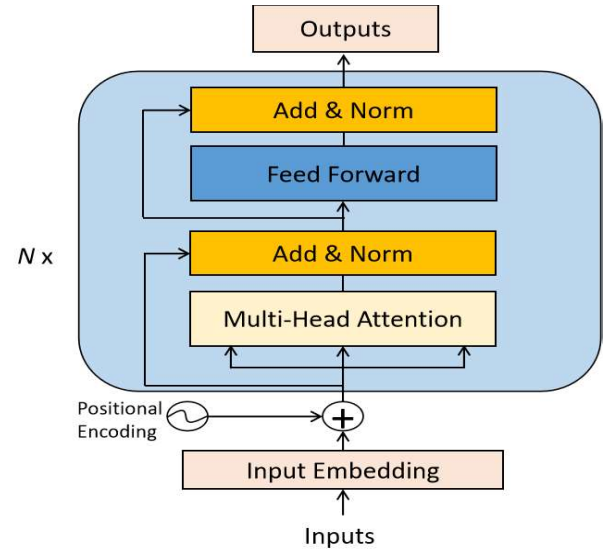 Outputs
Add & Norm
Feed Forward
Add & Norm
N x
Multi-Head Attention
Positional
Encoding
+
Input Embedding
Inputs